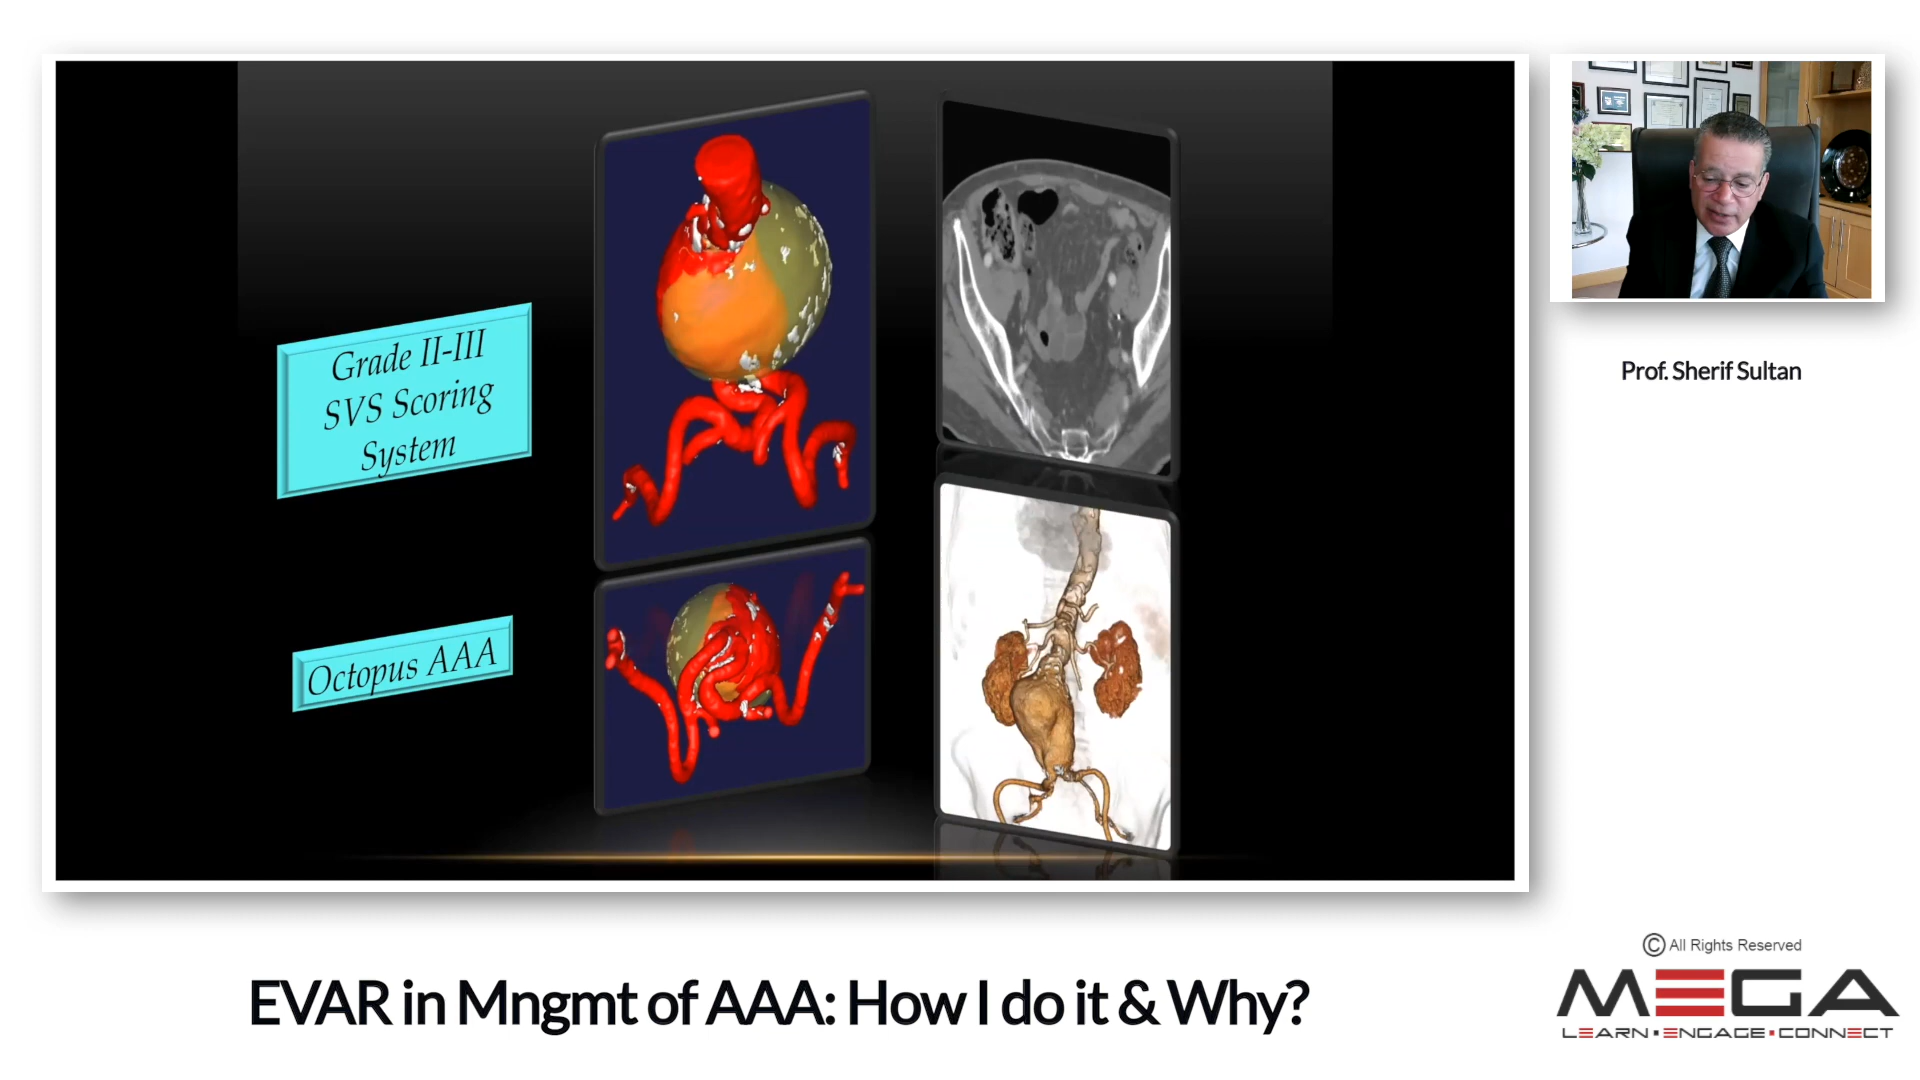 Grade II-III
SVS Scoring
System
Octopus AAA
Prof. Sherif Sultan
EVAR in Mngmt of AAA: How I do it & Why?
© All Rights Reserved
MEGA
LEARN • ENGAGE • CONNECT